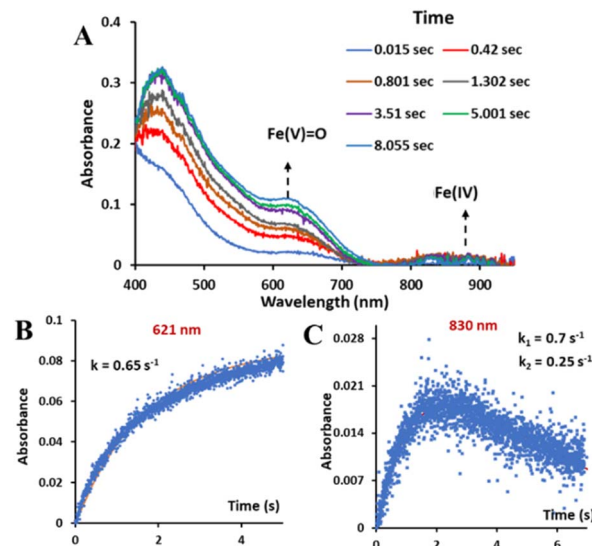 A
Time
0.015 sec 0.42 sec
0.801 sec 1.302 sec
3.51 sec 5.001 sec
8.055 sec
Fe(V)=O
Fe(IV)
Absorbance
0.4
0.3
0.2
0.1
0
400 500 600 700 800 900
Wavelength (nm)
B
621 nm
k = 0.65 s⁻¹
Absorbance
0.1
0.08
0.06
0.04
0.02
0
0 2 4
Time (s)
C
830 nm
k₁ = 0.7 s⁻¹
k₂ = 0.25 s⁻¹
Absorbance
0.028
0.021
0.014
0.007
0
0 2 4 6
Time (s)